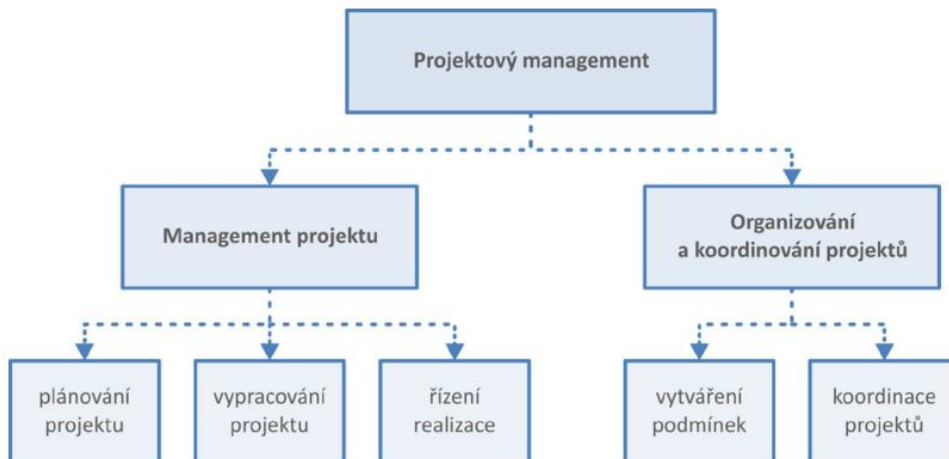 Projektový management
Management projektu
Organizování
a koordinování projektů
plánování
projektu
vypracování
projektu
řízení
realizace
vytváření
podmínek
koordinace
projektů